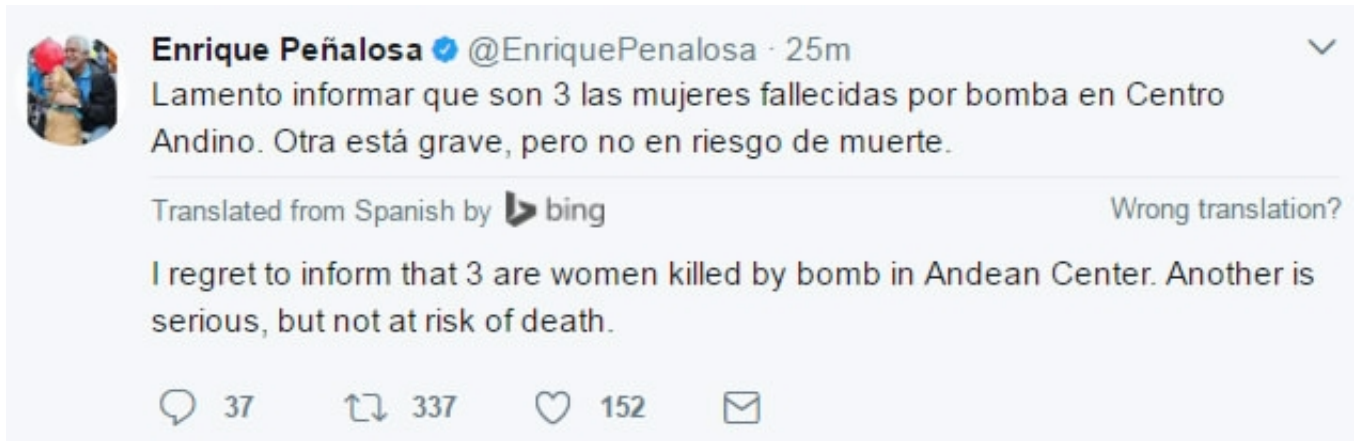 Enrique Peñalosa @EnriquePenalosa · 25m
Lamento informar que son 3 las mujeres fallecidas por bomba en Centro
Andino. Otra está grave, pero no en riesgo de muerte.
Translated from Spanish by bing
Wrong translation?
I regret to inform that 3 are women killed by bomb in Andean Center. Another is
serious, but not at risk of death.
37 337 152